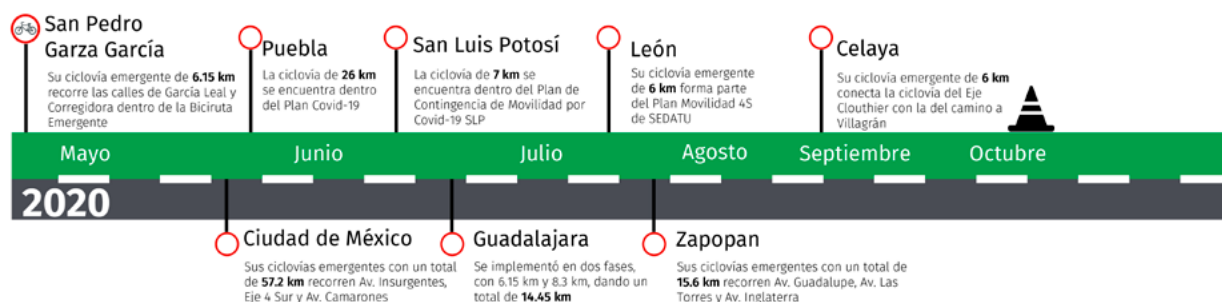 San Pedro
Garza García
Su ciclovía emergente de 6.15 km
recorre las calles de García Leal y
Corregidora dentro de la Biciruta
Emergente
Puebla
La ciclovía de 26 km
se encuentra dentro
del Plan Covid-19
San Luis Potosí
La ciclovía de 7 km se
encuentra dentro del Plan de
Contingencia de Movilidad por
Covid-19 SLP
León
Su ciclovía emergente
de 6 km forma parte
del Plan Movilidad 4S
de SEDATU
Celaya
Su ciclovía emergente de 6 km
conecta la ciclovía del Eje
Clouthier con la del camino a
Villagrán
Mayo
Junio
Julio
Agosto
Septiembre
Octubre
2020
Ciudad de México
Sus ciclovías emergentes con un total
de 57.2 km recorren Av. Insurgentes,
Eje 4 Sur y Av. Camarones
Guadalajara
Se implementó en dos fases,
con 6.15 km y 8.3 km, dando un
total de 14.45 km
Zapopan
Sus ciclovías emergentes con un total de
15.6 km recorren Av. Guadalupe, Av. Las
Torres y Av. Inglaterra